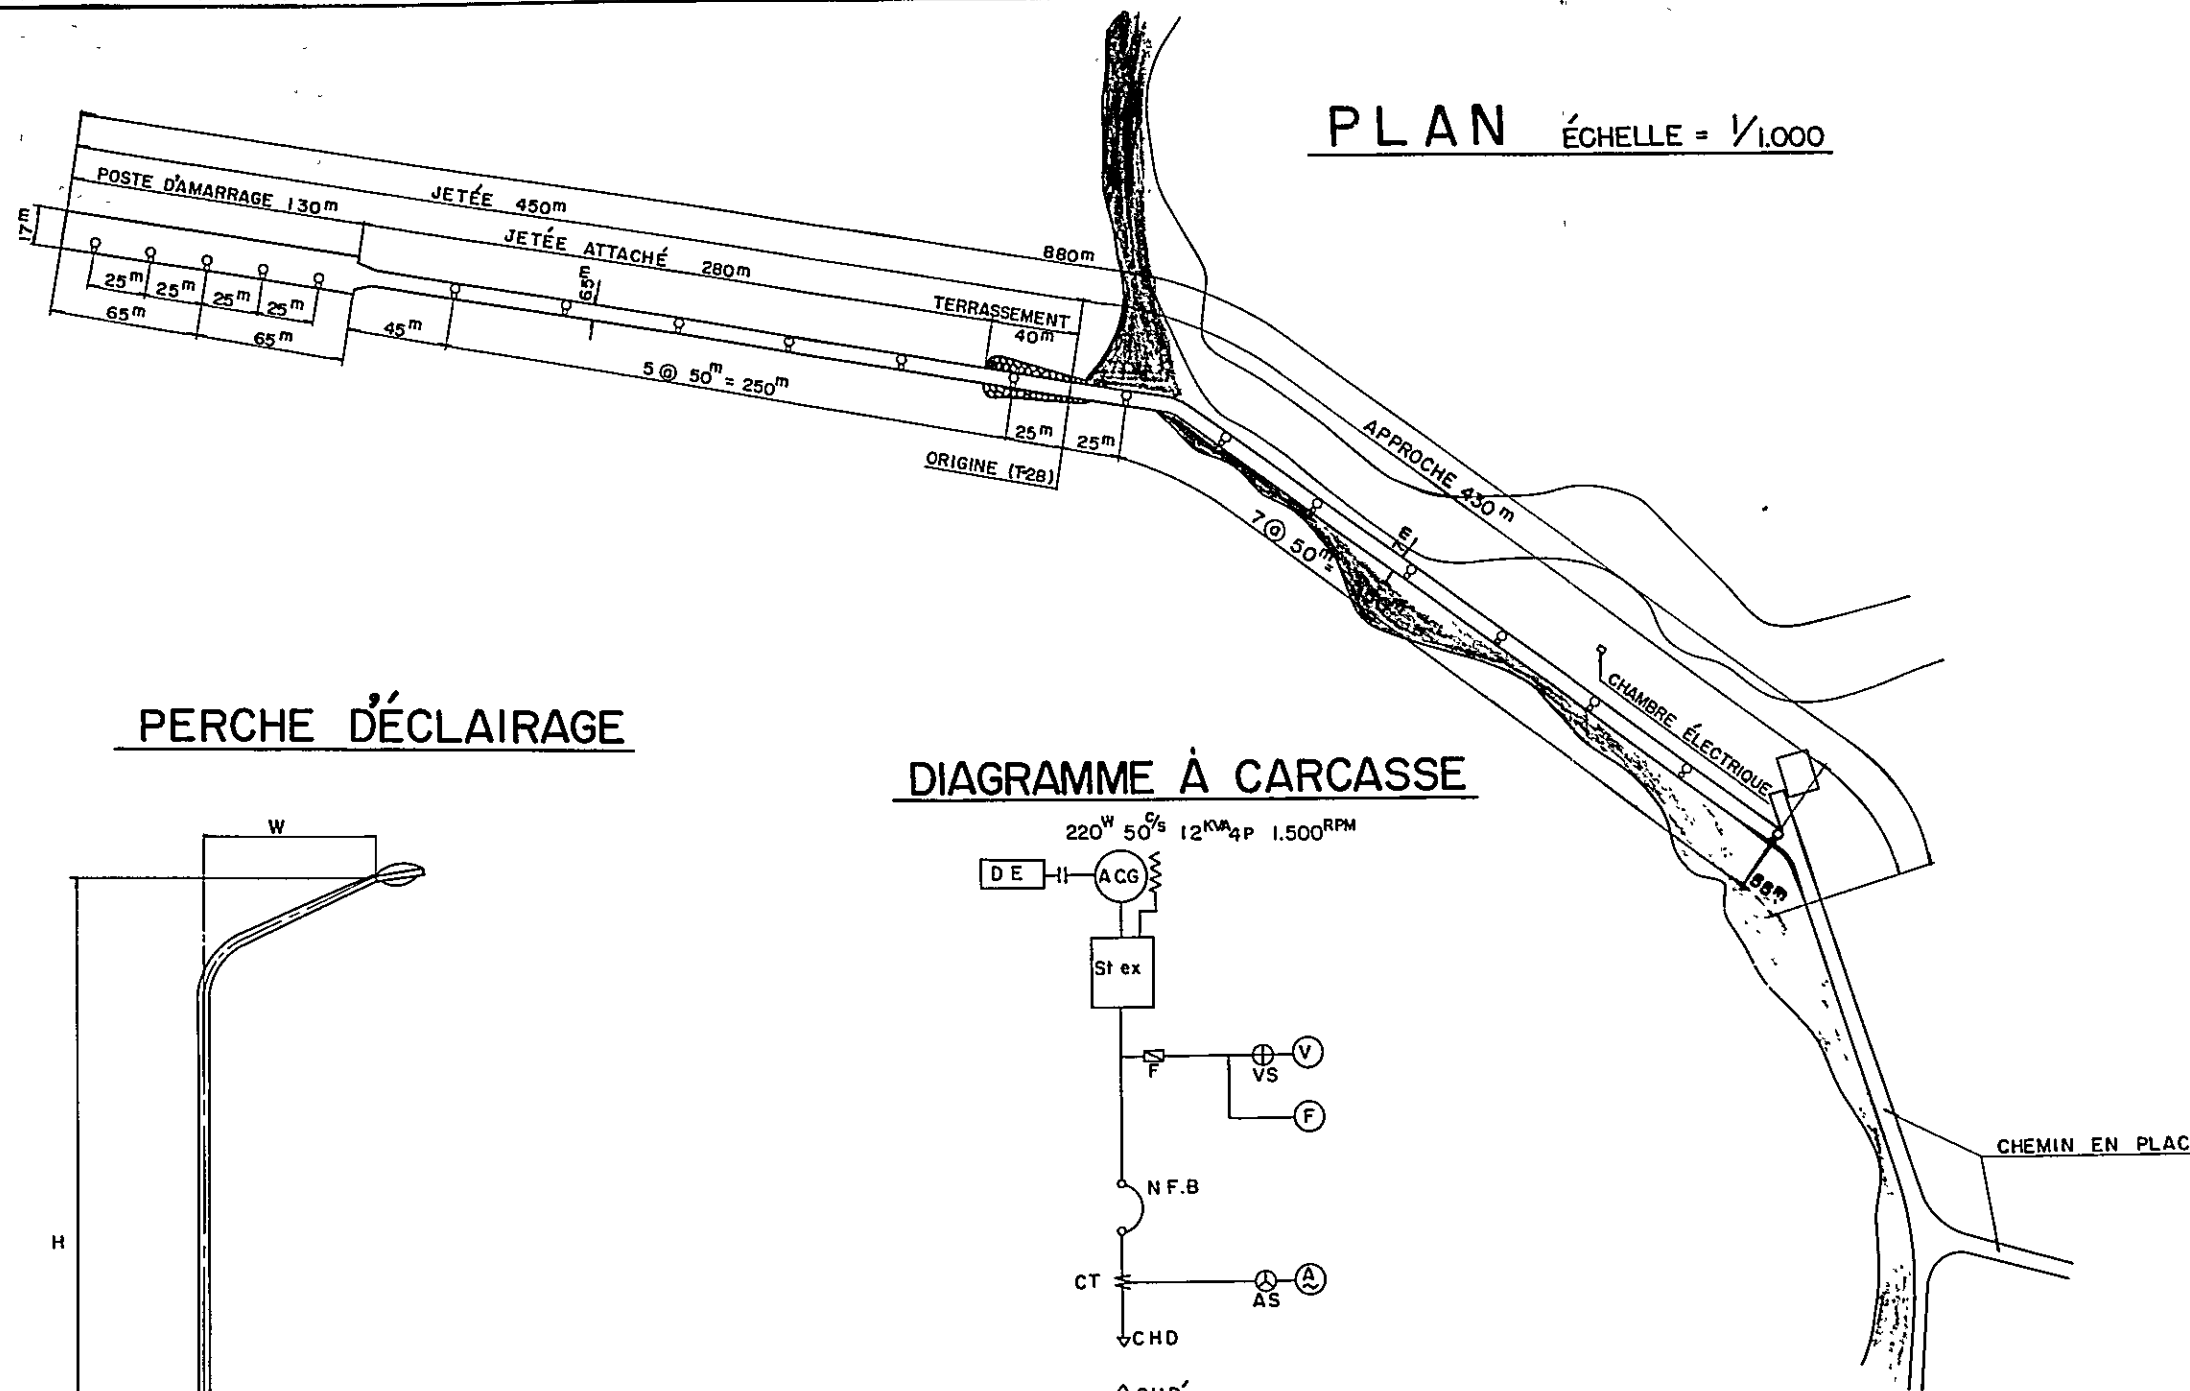 PLAN ÉCHELLE = 1/1.000
POSTE D'AMARRAGE 130m
JETÉE 450m
JETÉE ATTACHÉ 280m
880m
TERRASSEMENT
40m
17m
25m
25m
25m
25m
65m
65m
45m
65m
5 @ 50m = 250m
25m
25m
ORIGINE (T-28)
APPROCHE 430m
7 @ 50m =
7m
CHAMBRE ÉLECTRIQUE
55m
CHEMIN EN PLAC
PERCHE D'ÉCLAIRAGE
W
H
DIAGRAMME À CARCASSE
220W 50C/S 12KVA 4P 1.500RPM
DE
ACG
St ex
F
VS
V
F
N F.B
CT
AS
A
CHD